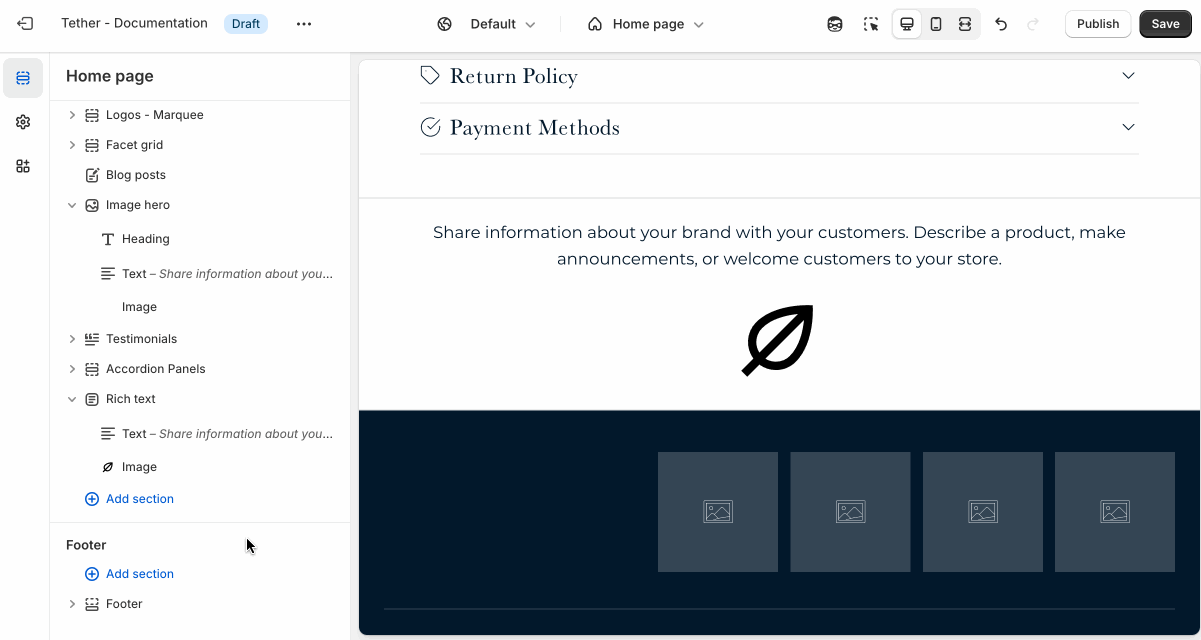 Tether - Documentation Draft ... Default Home page Publish Save
Home page
Logos - Marquee
Facet grid
Blog posts
Image hero
Heading
Text – Share information about you...
Image
Testimonials
Accordion Panels
Rich text
Text – Share information about you...
Image
Add section
Footer
Add section
Footer
Return Policy
Payment Methods
Share information about your brand with your customers. Describe a product, make
announcements, or welcome customers to your store.